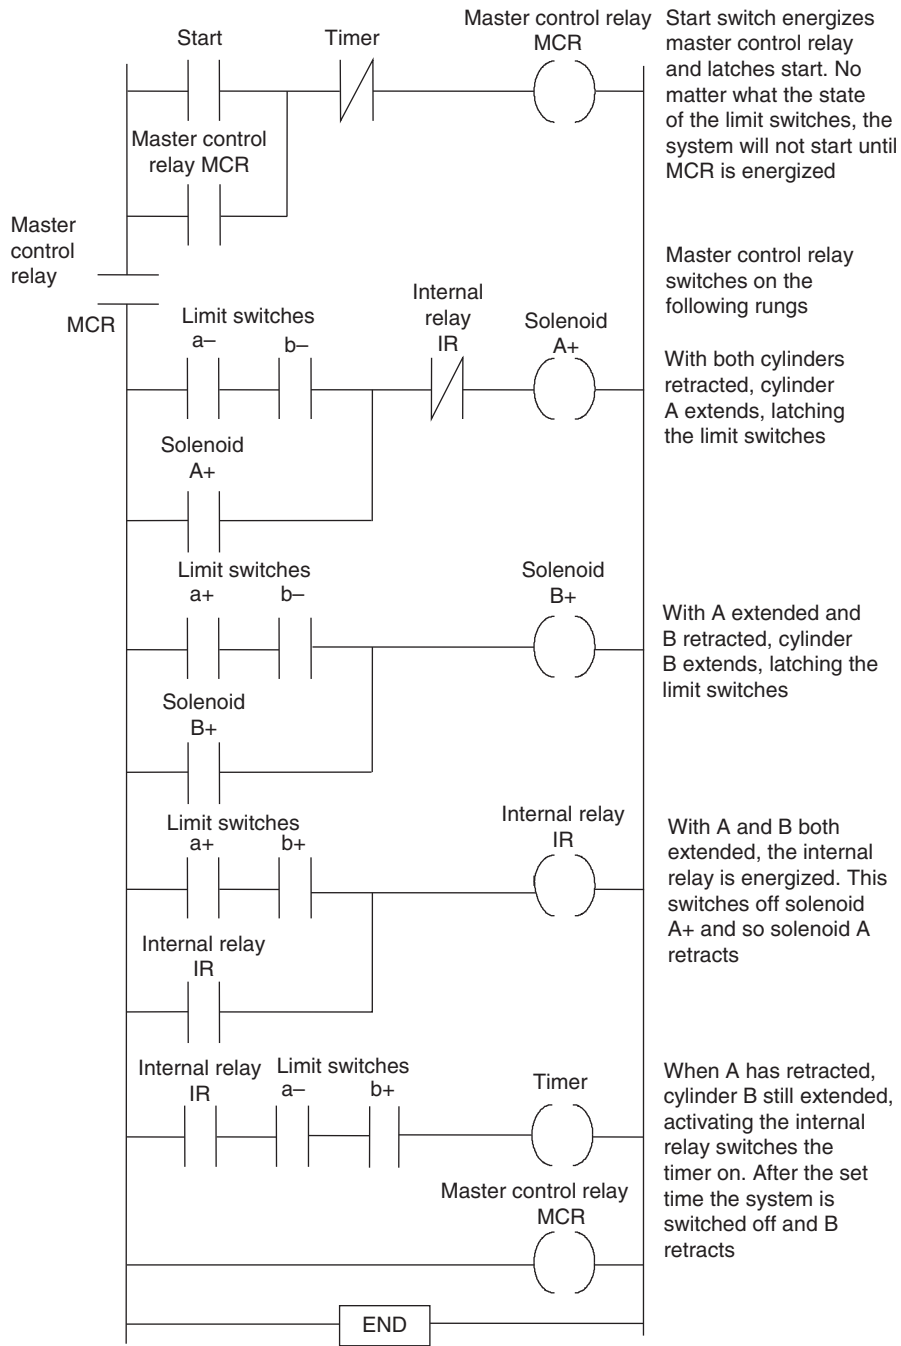 Start
Timer
Master control relay
MCR
Start switch energizes
master control relay
and latches start. No
matter what the state
of the limit switches, the
system will not start until
MCR is energized
Master control
relay MCR
Master
control
relay
MCR
Master control relay
switches on the
following rungs
Limit switches
a–
b–
Internal
relay
IR
Solenoid
A+
With both cylinders
retracted, cylinder
A extends, latching
the limit switches
Solenoid
A+
Limit switches
a+
b–
Solenoid
B+
With A extended and
B retracted, cylinder
B extends, latching the
limit switches
Solenoid
B+
Limit switches
a+
b+
Internal relay
IR
With A and B both
extended, the internal
relay is energized. This
switches off solenoid
A+ and so solenoid A
retracts
Internal relay
IR
Internal relay
IR
Limit switches
a–
b+
Timer
When A has retracted,
cylinder B still extended,
activating the internal
relay switches the
timer on. After the set
time the system is
switched off and B
retracts
Master control relay
MCR
END